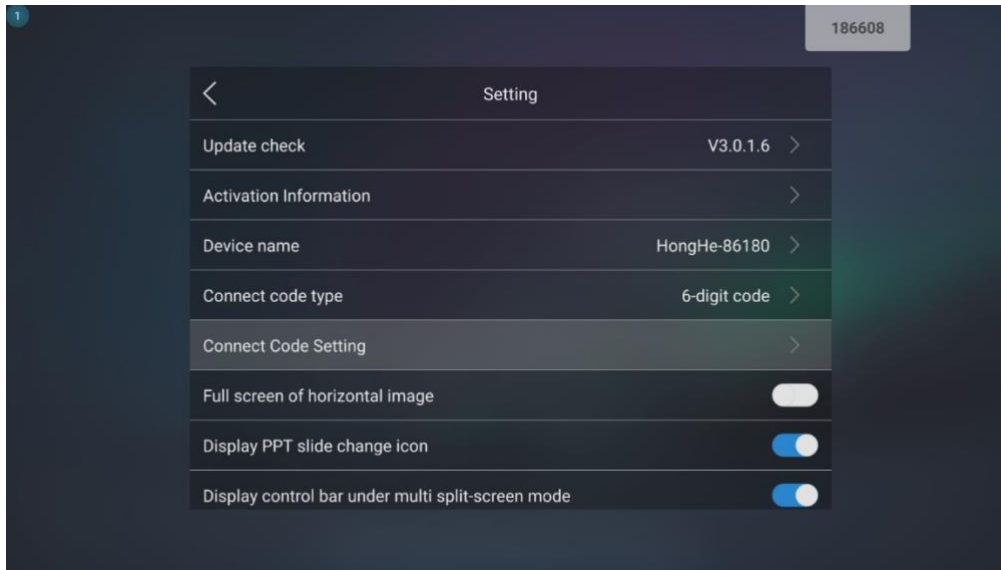 1
186608
Setting
Update check V3.0.1.6
Activation Information
Device name HongHe-86180
Connect code type 6-digit code
Connect Code Setting
Full screen of horizontal image
Display PPT slide change icon
Display control bar under multi split-screen mode